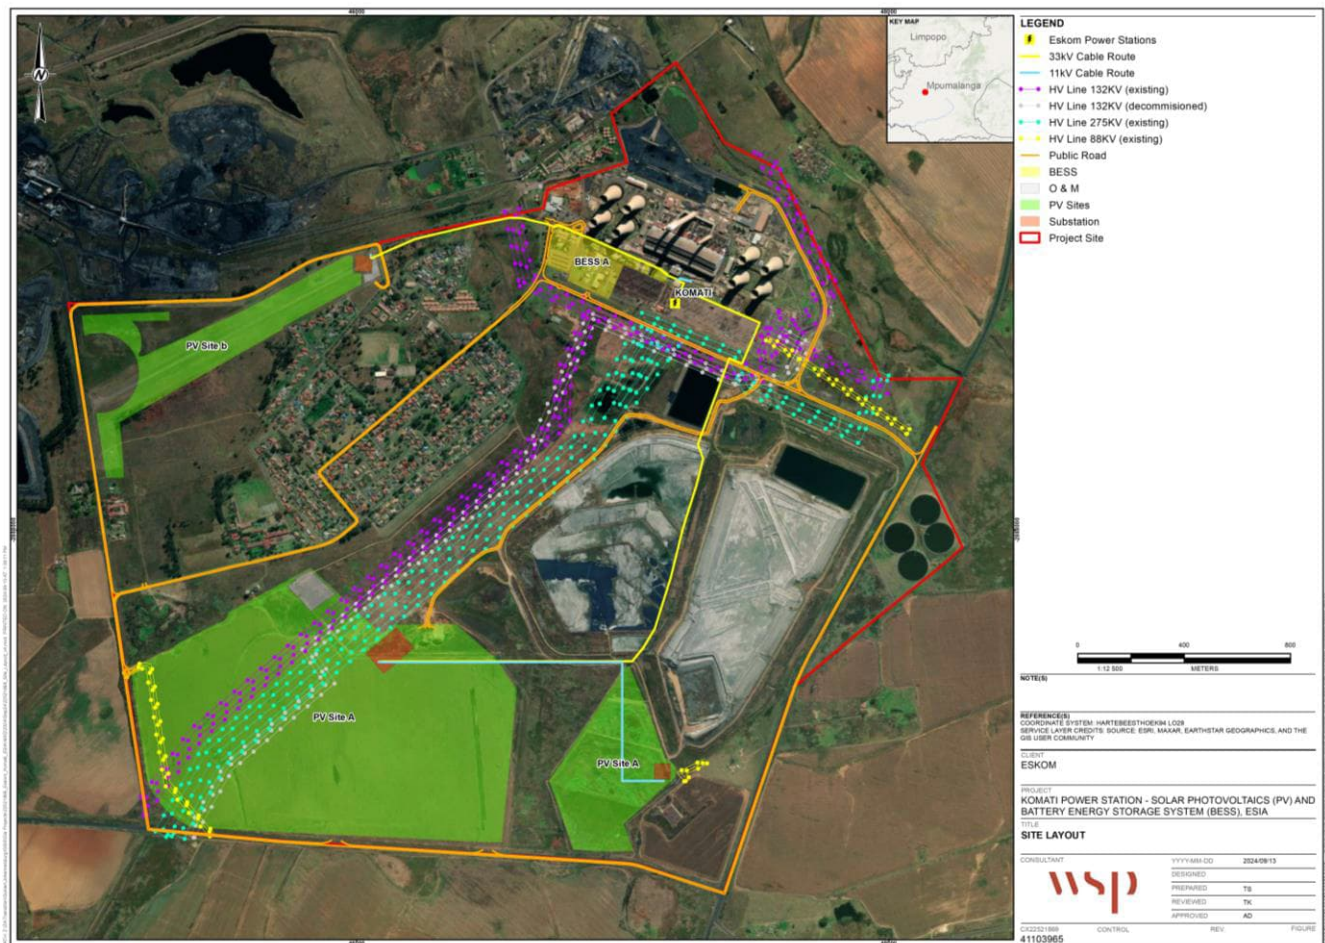 N
KEY MAP
Limpopo
Mpumalanga
BESS A
KOMATI
PV Site b
PV Site A
PV Site A
LEGEND
Eskom Power Stations
33kV Cable Route
11kV Cable Route
HV Line 132KV (existing)
HV Line 132KV (decommisioned)
HV Line 275KV (existing)
HV Line 88KV (existing)
Public Road
BESS
O & M
PV Sites
Substation
Project Site
0 400 800
1:12 500 METERS
NOTE(S)
REFERENCE(S)
COORDINATE SYSTEM: HARTEBEESTHOEK94 LO29
SERVICE LAYER CREDITS: SOURCE: ESRI, MAXAR, EARTHSTAR GEOGRAPHICS, AND THE
GIS USER COMMUNITY
CLIENT
ESKOM
PROJECT
KOMATI POWER STATION - SOLAR PHOTOVOLTAICS (PV) AND
BATTERY ENERGY STORAGE SYSTEM (BESS), ESIA
TITLE
SITE LAYOUT
CONSULTANT
wsp
YYYY-MM-DD 2024/09/13
DESIGNED
PREPARED TS
REVIEWED TK
APPROVED AD
CONTROL REV. FIGURE
41103965